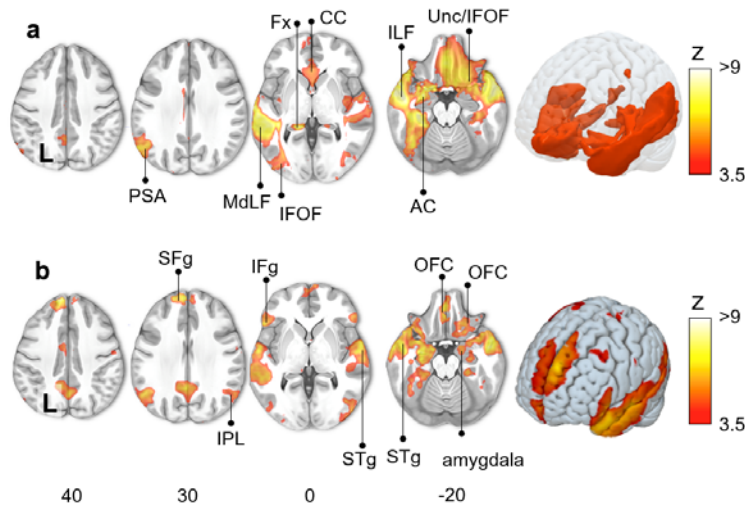 a
Fx
CC
ILF
Unc/IFOF
L
PSA
MdLF
IFOF
AC
Z
>9
3.5
b
SFg
IFg
OFC
OFC
L
IPL
STg
STg
amygdala
Z
>9
3.5
40
30
0
-20